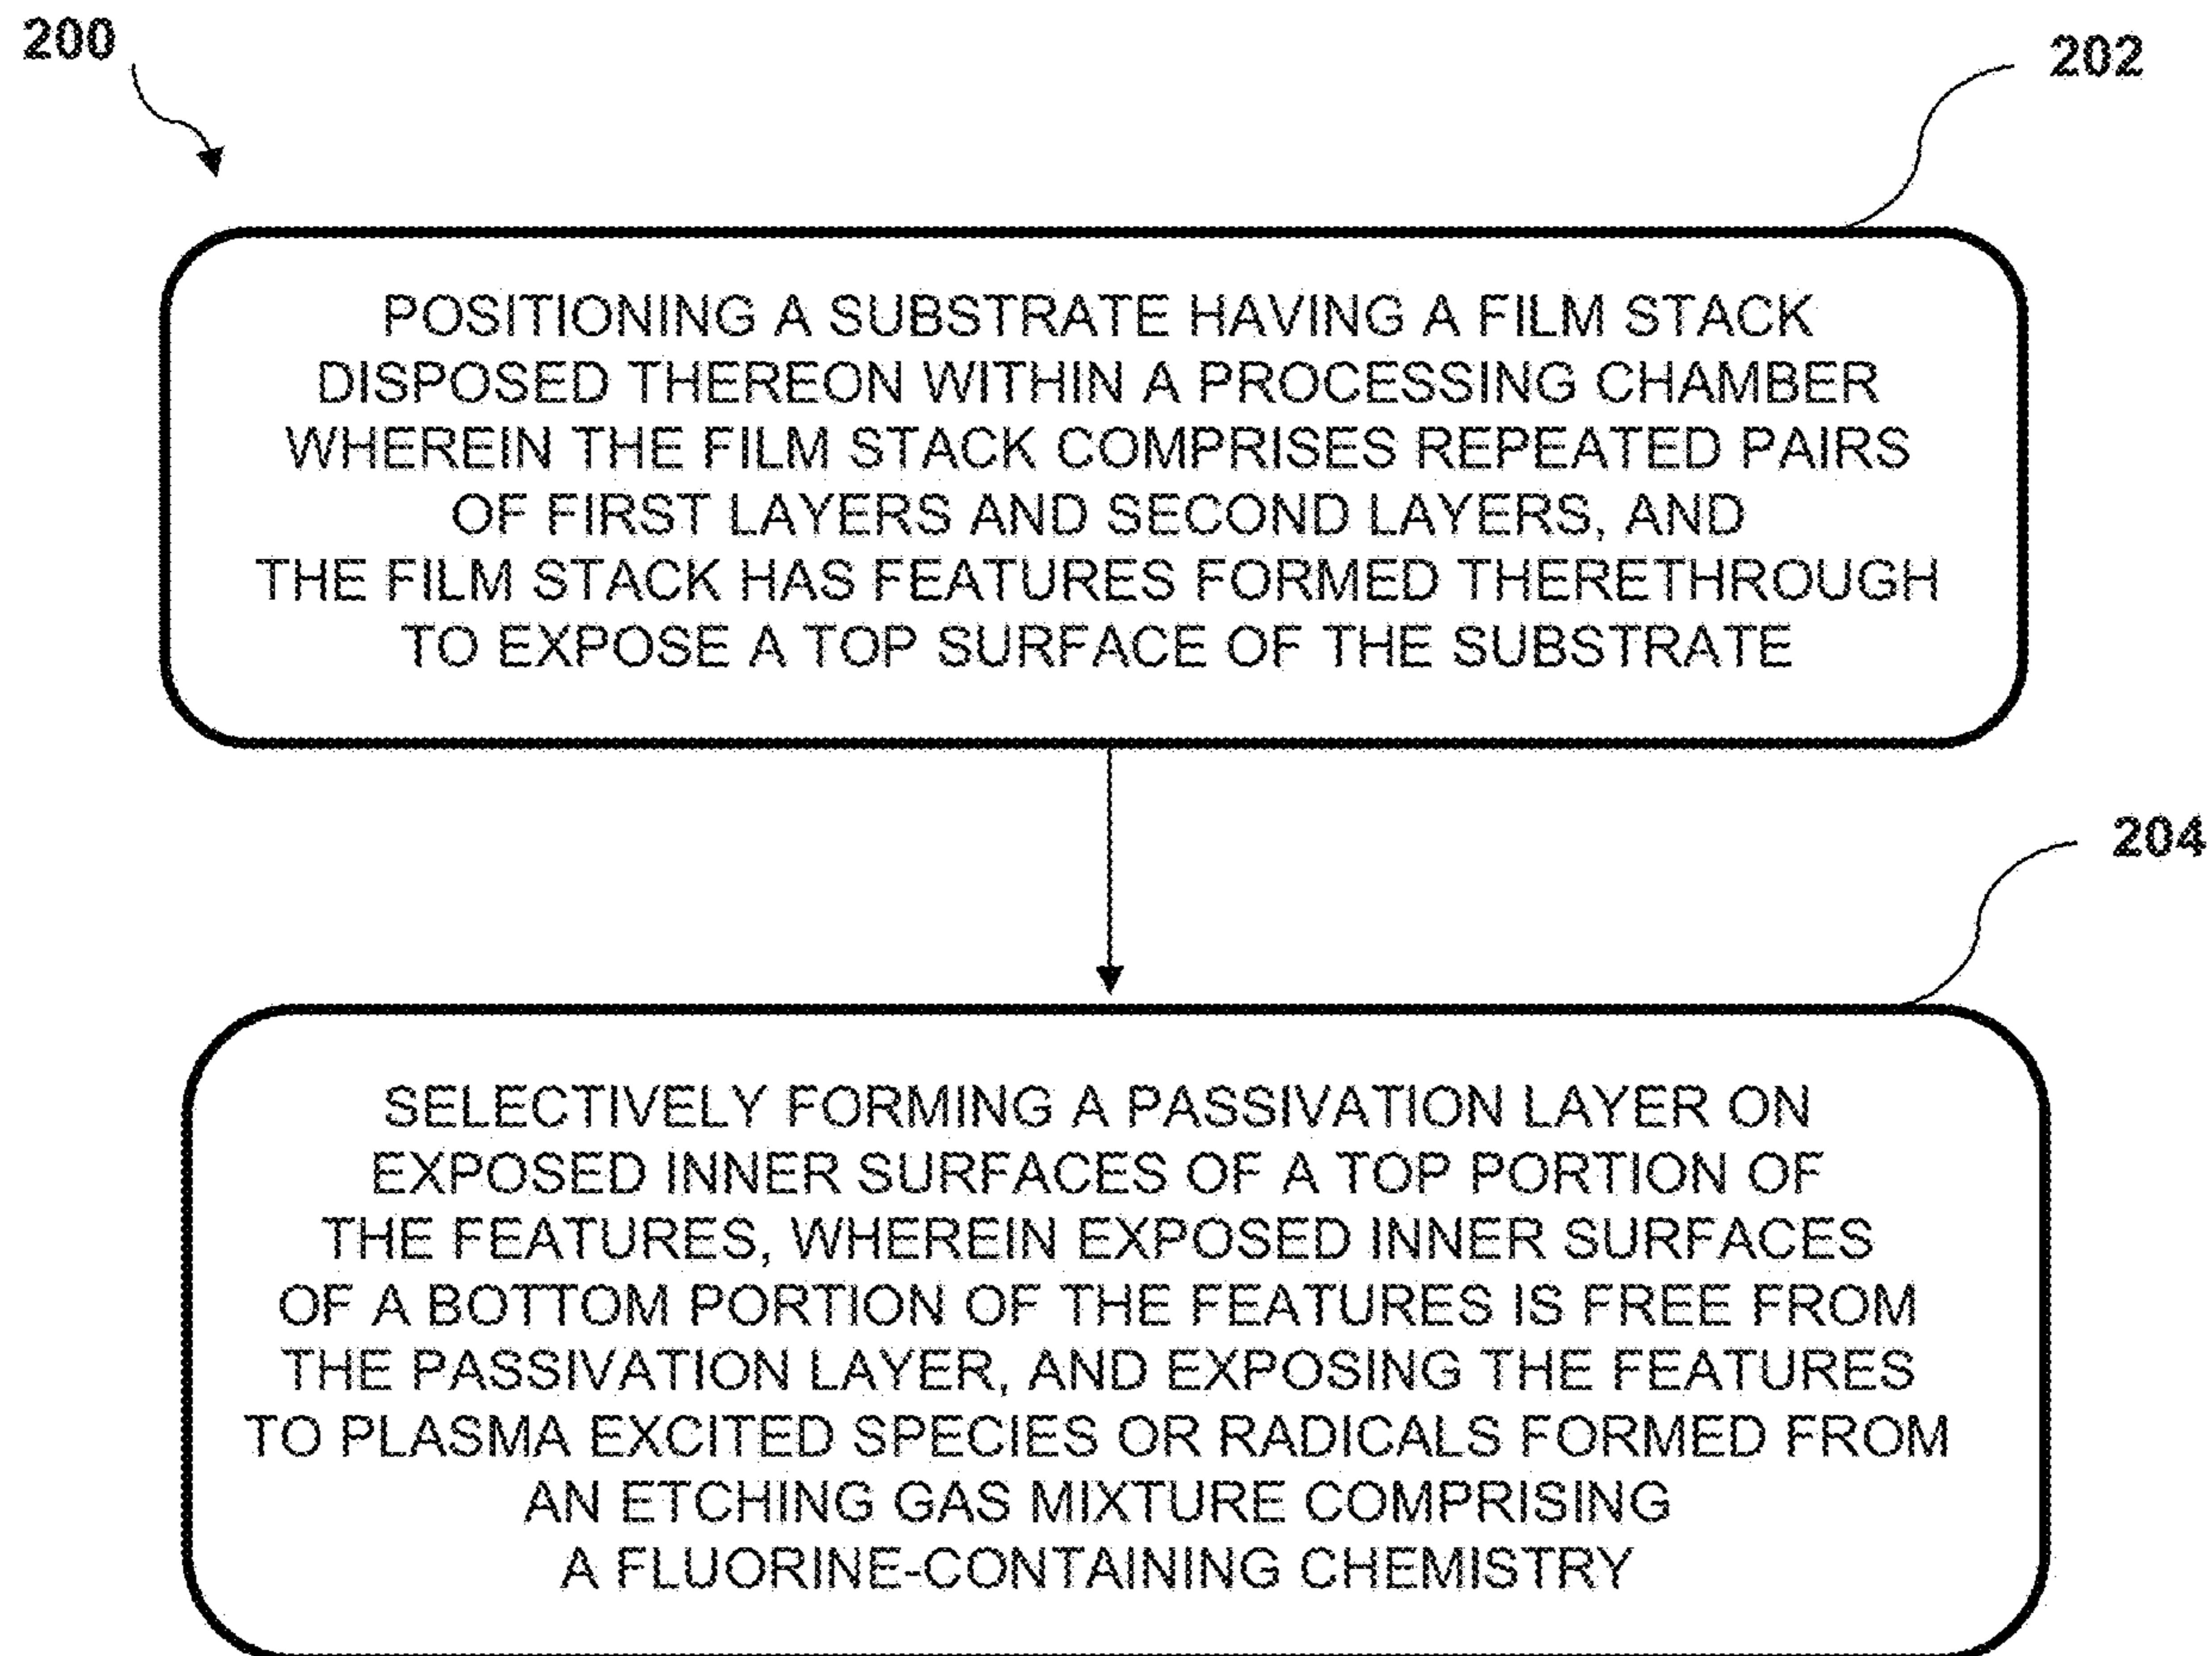 200
202
POSITIONING A SUBSTRATE HAVING A FILM STACK
DISPOSED THEREON WITHIN A PROCESSING CHAMBER
WHEREIN THE FILM STACK COMPRISES REPEATED PAIRS
OF FIRST LAYERS AND SECOND LAYERS, AND
THE FILM STACK HAS FEATURES FORMED THERETHROUGH
TO EXPOSE A TOP SURFACE OF THE SUBSTRATE
204
SELECTIVELY FORMING A PASSIVATION LAYER ON
EXPOSED INNER SURFACES OF A TOP PORTION OF
THE FEATURES, WHEREIN EXPOSED INNER SURFACES
OF A BOTTOM PORTION OF THE FEATURES IS FREE FROM
THE PASSIVATION LAYER, AND EXPOSING THE FEATURES
TO PLASMA EXCITED SPECIES OR RADICALS FORMED FROM
AN ETCHING GAS MIXTURE COMPRISING
A FLUORINE-CONTAINING CHEMISTRY